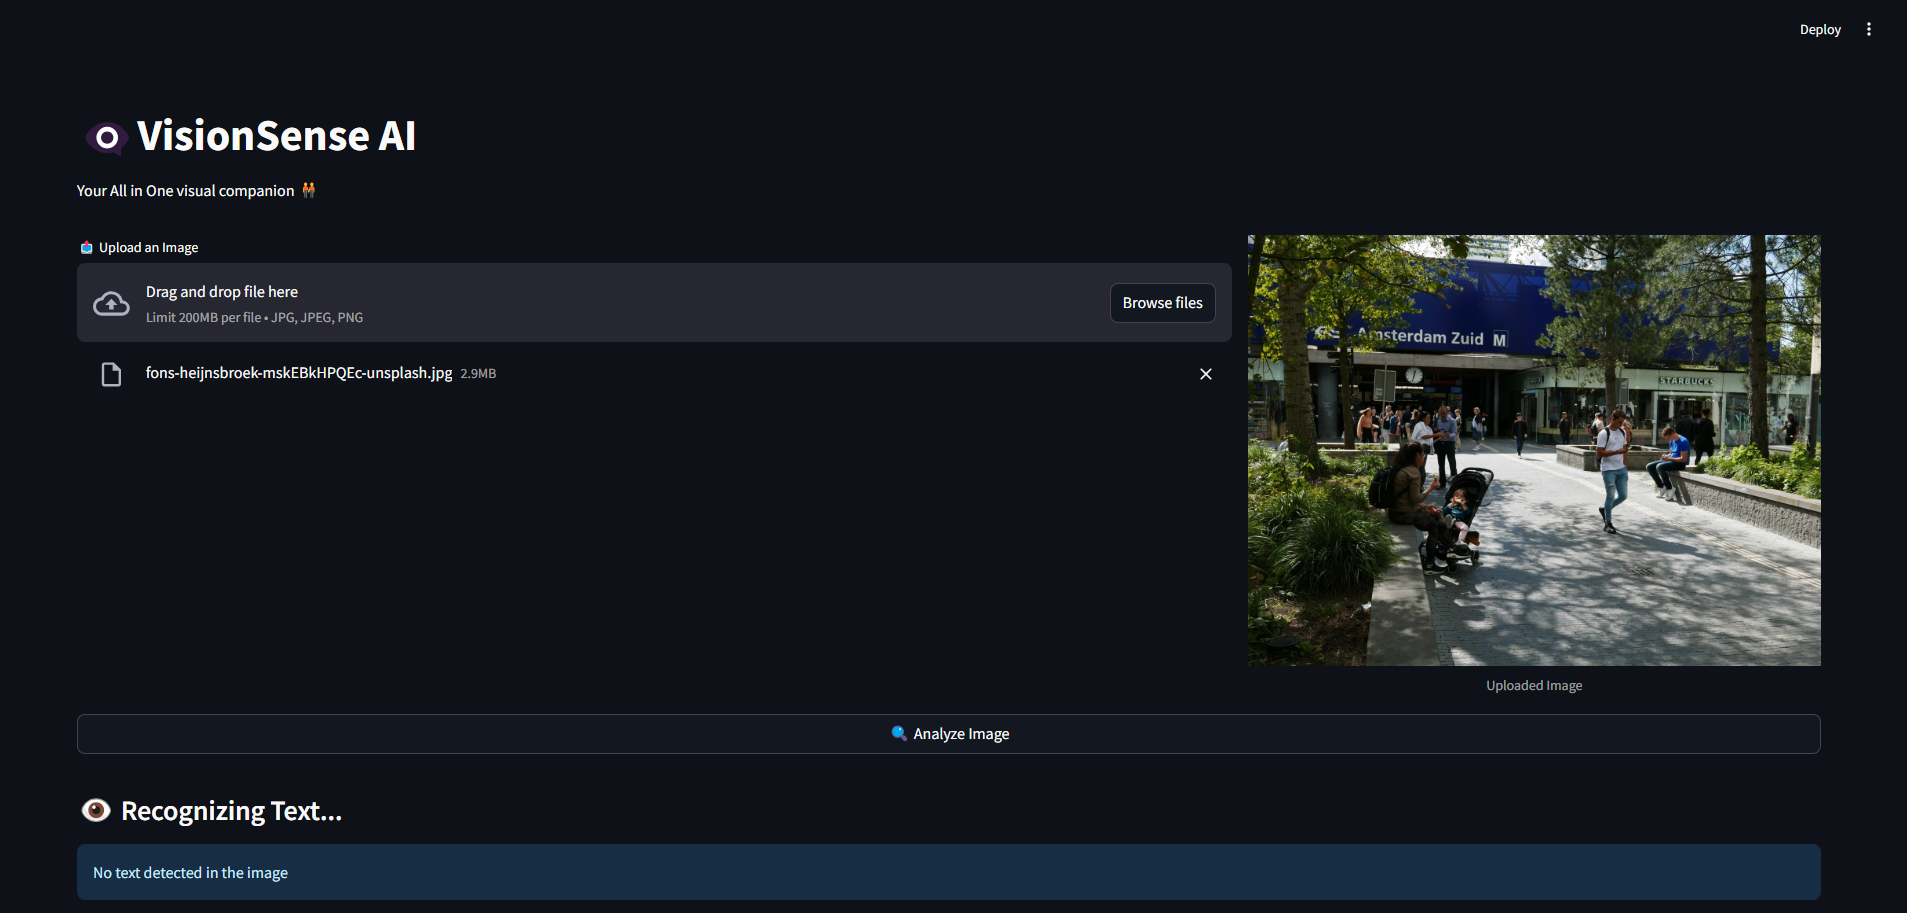 Deploy
VisionSense AI
Your All in One visual companion
Upload an Image
Drag and drop file here
Limit 200MB per file • JPG, JPEG, PNG
Browse files
fons-heijnsbroek-mskEBkHPQEc-unsplash.jpg 2.9MB
Amsterdam Zuid M
STARBUCKS
Uploaded Image
Analyze Image
Recognizing Text...
No text detected in the image